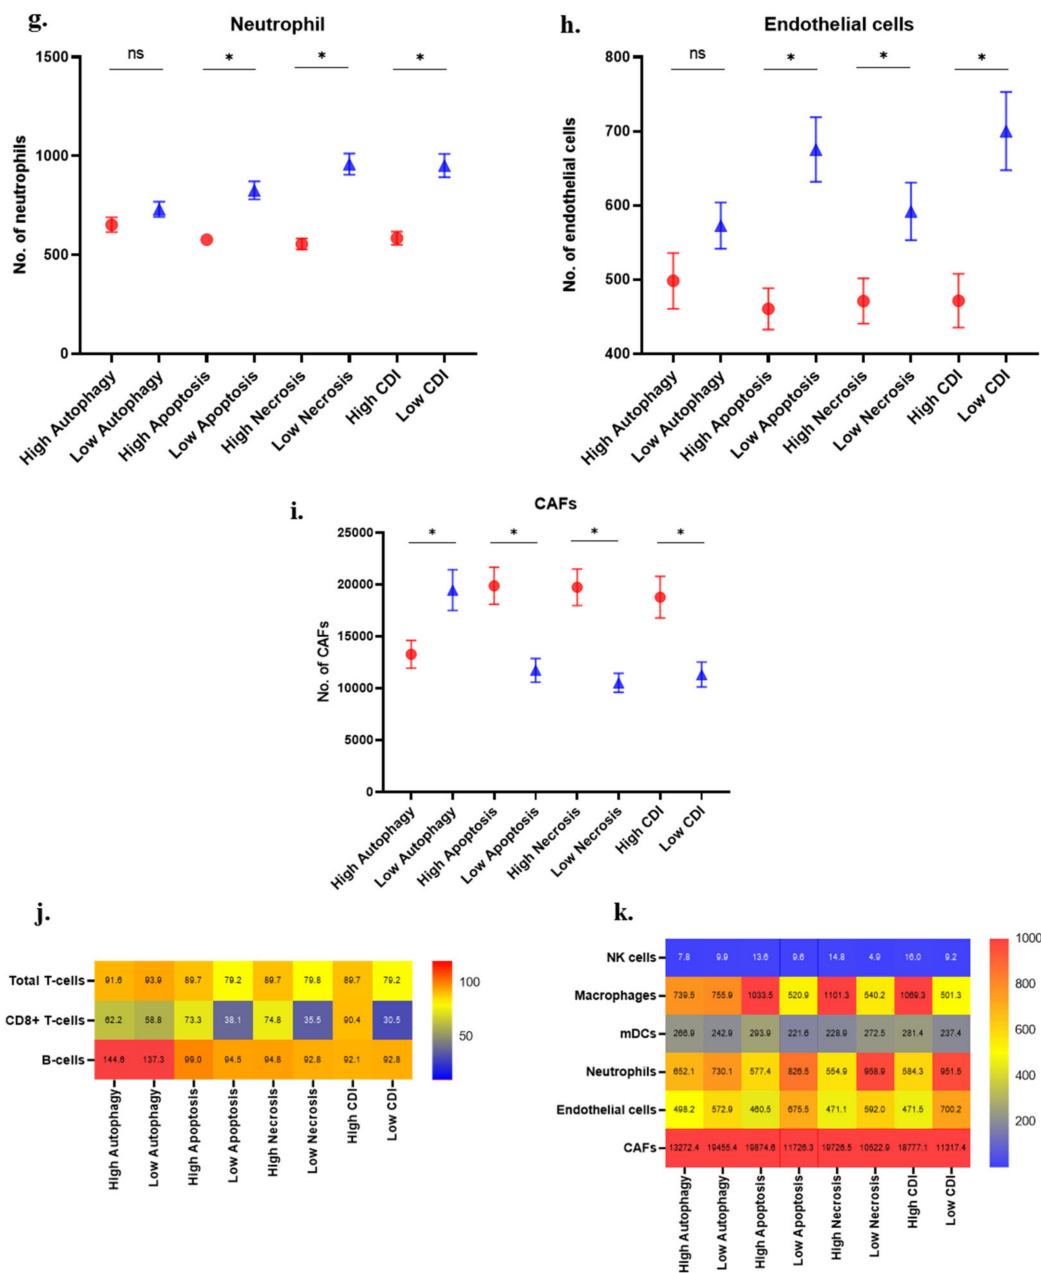 g.
Neutrophil
No. of neutrophils
1500
1000
500
0
ns
*
*
*
High Autophagy
Low Autophagy
High Apoptosis
Low Apoptosis
High Necrosis
Low Necrosis
High CDI
Low CDI
h.
Endothelial cells
No. of endothelial cells
800
700
600
500
400
ns
*
*
*
High Autophagy
Low Autophagy
High Apoptosis
Low Apoptosis
High Necrosis
Low Necrosis
High CDI
Low CDI
i.
CAFs
No. of CAFs
25000
20000
15000
10000
5000
0
*
*
*
*
High Autophagy
Low Autophagy
High Apoptosis
Low Apoptosis
High Necrosis
Low Necrosis
High CDI
Low CDI
j.
Total T-cells 91.6 93.9 89.7 79.2 89.7 79.8 89.7 79.2
CD8+ T-cells 62.2 58.8 73.3 38.1 74.8 35.5 90.4 30.5
B-cells 144.6 137.3 99.0 94.5 94.8 92.8 92.1 92.8
100
50
High Autophagy
Low Autophagy
High Apoptosis
Low Apoptosis
High Necrosis
Low Necrosis
High CDI
Low CDI
k.
NK cells 7.8 9.9 13.6 9.6 14.8 4.9 16.0 9.2
Macrophages 739.5 755.9 1033.5 520.9 1101.3 540.2 1069.3 501.3
mDCs 266.9 242.9 293.9 221.6 228.9 272.5 281.4 237.4
Neutrophils 652.1 730.1 577.4 826.5 554.9 958.9 584.3 951.5
Endothelial cells 498.2 572.9 460.5 675.5 471.1 592.0 471.5 700.2
CAFs 13272.4 19455.4 19874.6 11726.3 19726.5 10522.9 18777.1 11317.4
1000
800
600
400
200
High Autophagy
Low Autophagy
High Apoptosis
Low Apoptosis
High Necrosis
Low Necrosis
High CDI
Low CDI